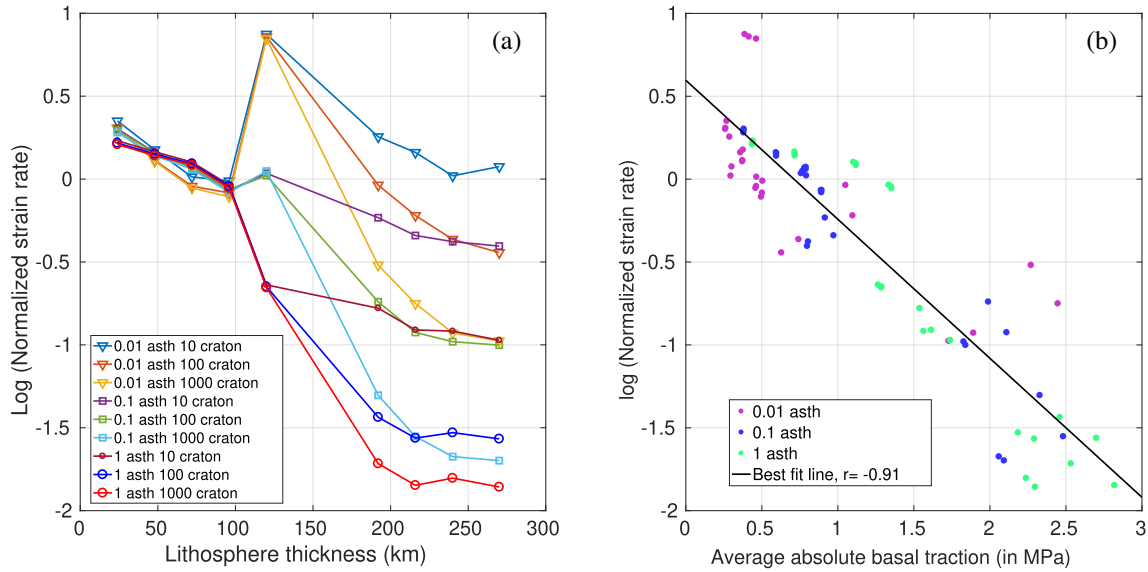 (a)
Log (Normalized strain rate)
1
0.5
0
-0.5
-1
-1.5
-2
0.01 asth 10 craton
0.01 asth 100 craton
0.01 asth 1000 craton
0.1 asth 10 craton
0.1 asth 100 craton
0.1 asth 1000 craton
1 asth 10 craton
1 asth 100 craton
1 asth 1000 craton
0 50 100 150 200 250 300
Lithosphere thickness (km)
(b)
log (Normalized strain rate)
1
0.5
0
-0.5
-1
-1.5
-2
0.01 asth
0.1 asth
1 asth
Best fit line, r= -0.91
0 0.5 1 1.5 2 2.5 3
Average absolute basal traction (in MPa)